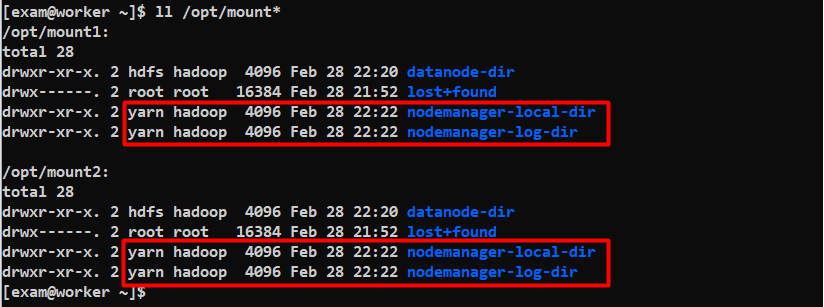 [exam@worker ~]$ ll /opt/mount*
/opt/mount1:
total 28
drwxr-xr-x. 2 hdfs hadoop  4096 Feb 28 22:20 datanode-dir
drwx------. 2 root root   16384 Feb 28 21:52 lost+found
drwxr-xr-x. 2 yarn hadoop  4096 Feb 28 22:22 nodemanager-local-dir
drwxr-xr-x. 2 yarn hadoop  4096 Feb 28 22:22 nodemanager-log-dir

/opt/mount2:
total 28
drwxr-xr-x. 2 hdfs hadoop  4096 Feb 28 22:20 datanode-dir
drwx------. 2 root root   16384 Feb 28 21:52 lost+found
drwxr-xr-x. 2 yarn hadoop  4096 Feb 28 22:22 nodemanager-local-dir
drwxr-xr-x. 2 yarn hadoop  4096 Feb 28 22:22 nodemanager-log-dir
[exam@worker ~]$